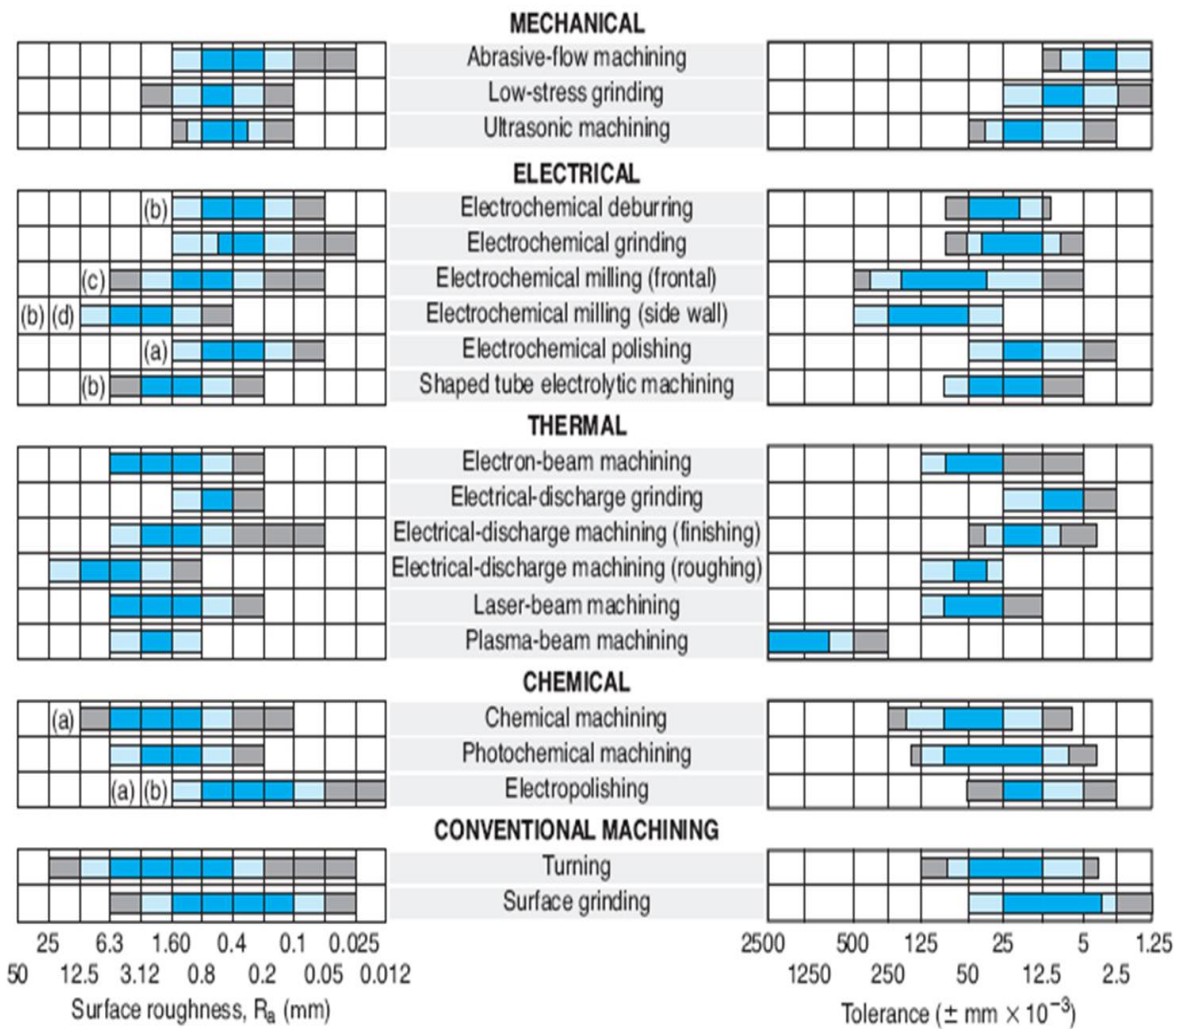 MECHANICAL
Abrasive-flow machining
Low-stress grinding
Ultrasonic machining
ELECTRICAL
(b) Electrochemical deburring
Electrochemical grinding
(c) Electrochemical milling (frontal)
(b) (d) Electrochemical milling (side wall)
(a) Electrochemical polishing
(b) Shaped tube electrolytic machining
THERMAL
Electron-beam machining
Electrical-discharge grinding
Electrical-discharge machining (finishing)
Electrical-discharge machining (roughing)
Laser-beam machining
Plasma-beam machining
CHEMICAL
(a) Chemical machining
Photochemical machining
(a) (b) Electropolishing
CONVENTIONAL MACHINING
Turning
Surface grinding
25 6.3 1.60 0.4 0.1 0.025 2500 500 125 25 5 1.25
50 12.5 3.12 0.8 0.2 0.05 0.012 1250 250 50 12.5 2.5
Surface roughness, Ra (mm) Tolerance (± mm × 10⁻³)